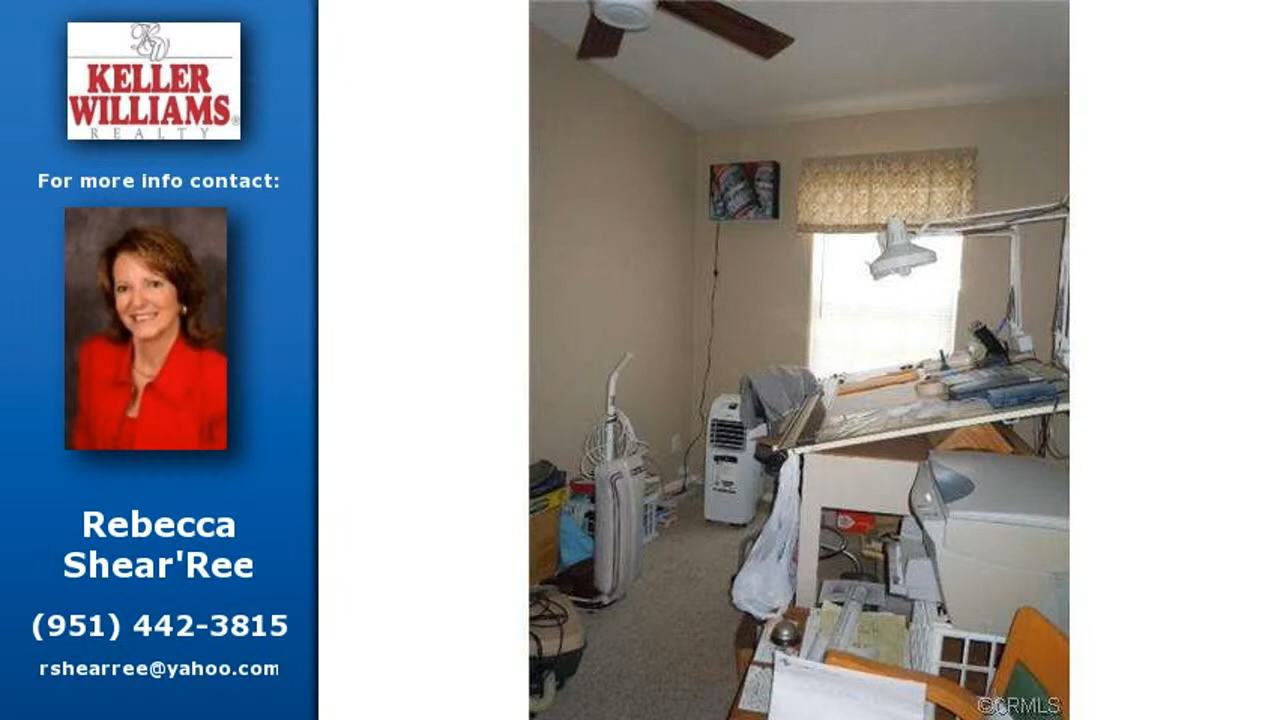 KELLER
WILLIAMS®
REALTY
For more info contact:
Rebecca
Shear'Ree
(951) 442-3815
rshearree@yahoo.com
©CRMLS